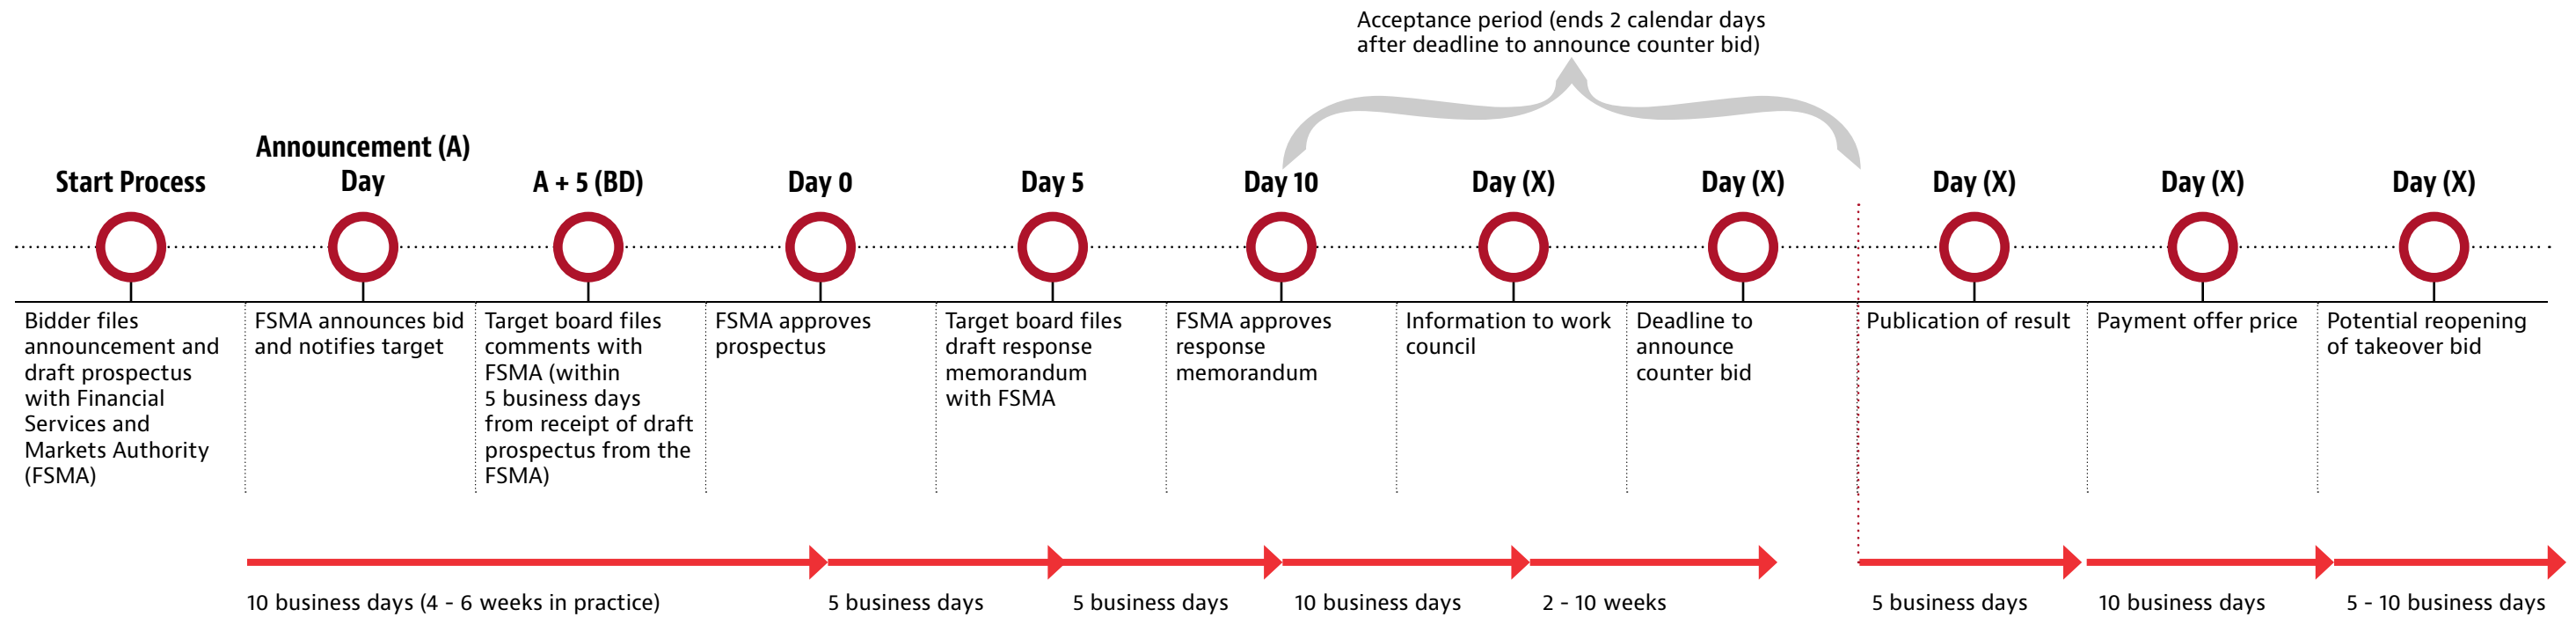 Acceptance period (ends 2 calendar days
after deadline to announce counter bid)
Start Process
Announcement (A)
Day
A + 5 (BD)
Day 0
Day 5
Day 10
Day (X)
Day (X)
Day (X)
Day (X)
Day (X)
Bidder files
announcement and
draft prospectus
with Financial
Services and
Markets Authority
(FSMA)
FSMA announces bid
and notifies target
Target board files
comments with
FSMA (within
5 business days
from receipt of draft
prospectus from the
FSMA)
FSMA approves
prospectus
Target board files
draft response
memorandum
with FSMA
FSMA approves
response
memorandum
Information to work
council
Deadline to
announce
counter bid
Publication of result
Payment offer price
Potential reopening
of takeover bid
10 business days (4 - 6 weeks in practice)
5 business days
5 business days
10 business days
2 - 10 weeks
5 business days
10 business days
5 - 10 business days